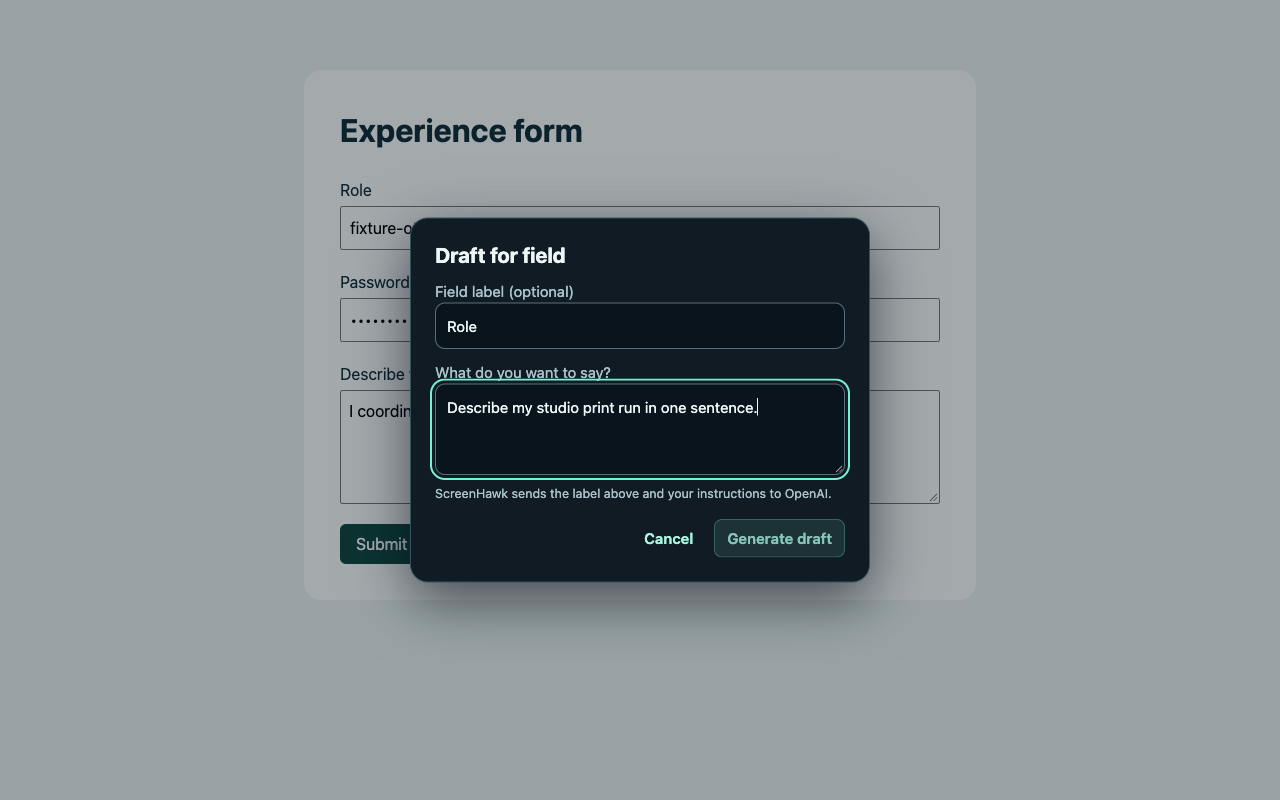 Experience form
Role
fixture-o
Password
Describe
I coordin
Submit
Draft for field
Field label (optional)
Role
What do you want to say?
Describe my studio print run in one sentence.
ScreenHawk sends the label above and your instructions to OpenAI.
Cancel
Generate draft